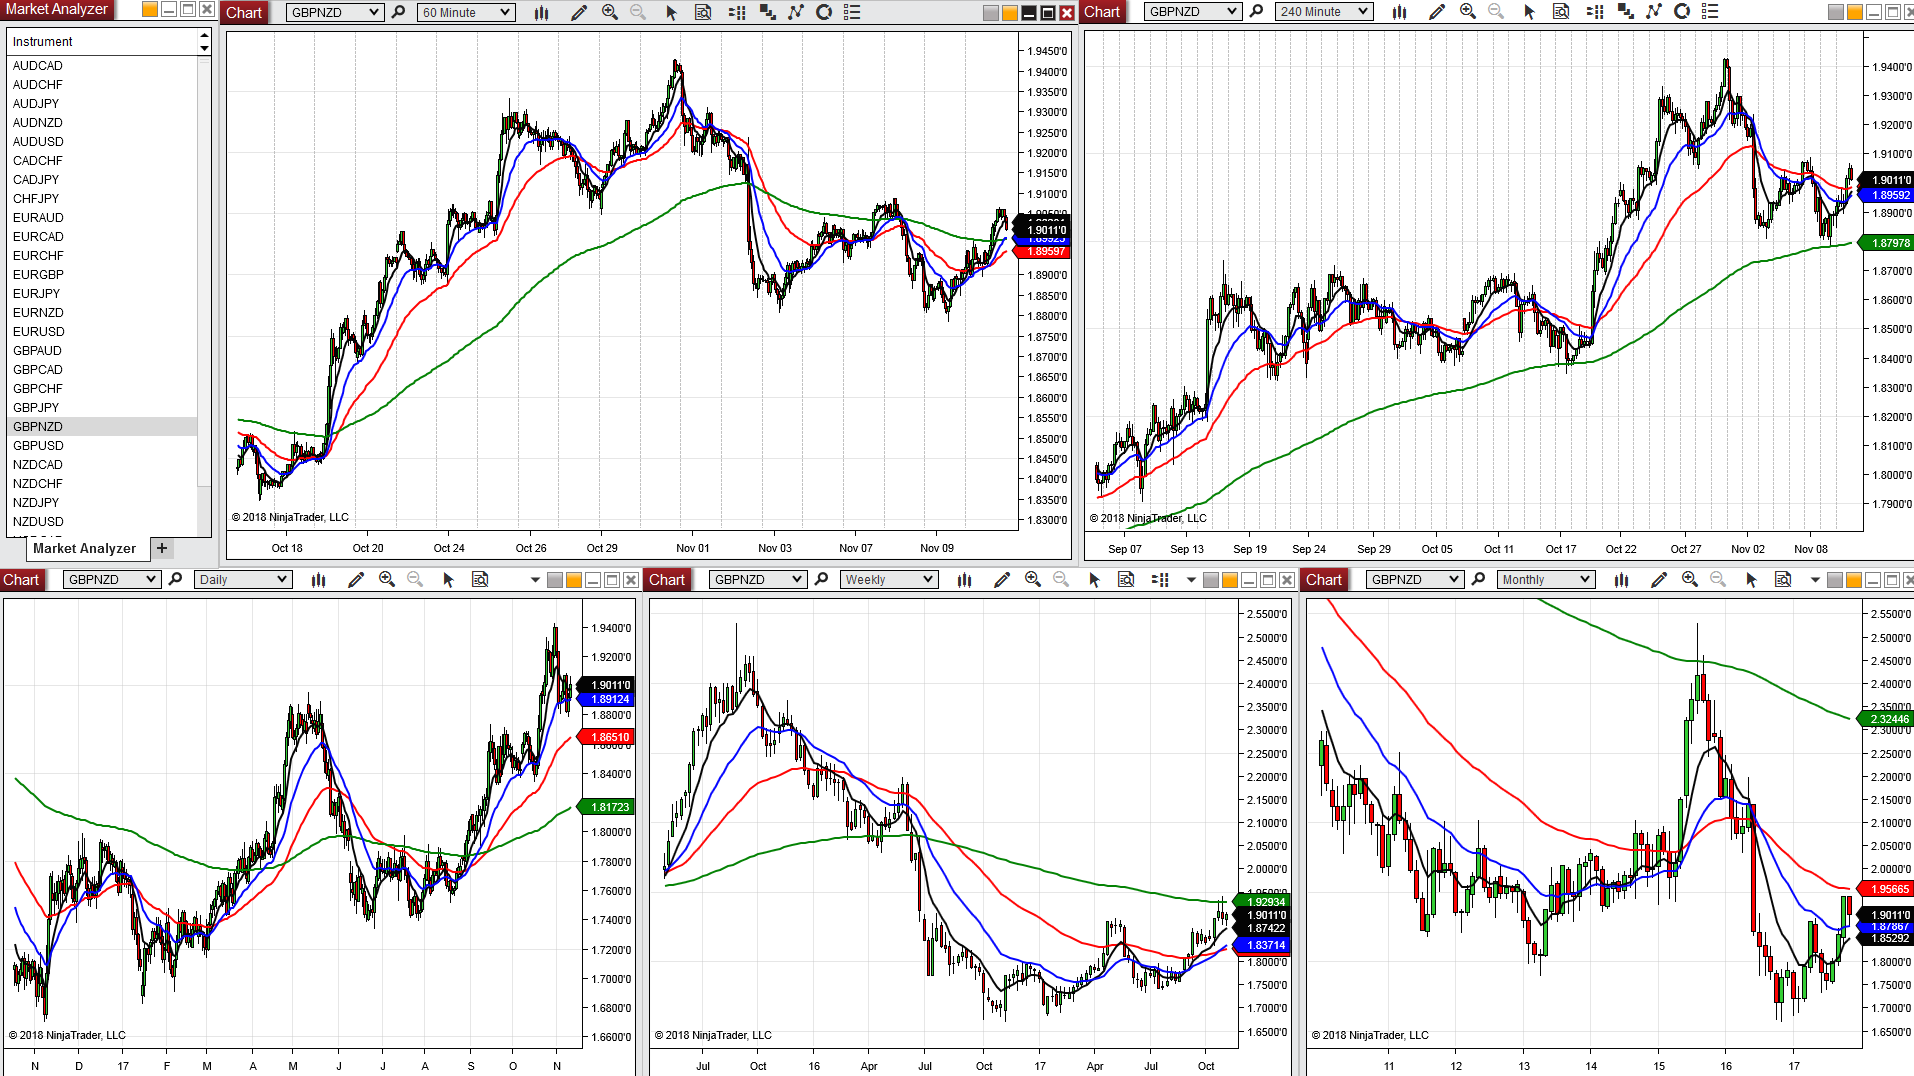 Market Analyzer
Instrument
AUDCAD
AUDCHF
AUDJPY
AUDNZD
AUDUSD
CADCHF
CADJPY
CHFJPY
EURAUD
EURCAD
EURCHF
EURGBP
EURJPY
EURNZD
EURUSD
GBPAUD
GBPCAD
GBPCHF
GBPJPY
GBPNZD
GBPUSD
NZDCAD
NZDCHF
NZDJPY
NZDUSD
Market Analyzer +
Chart GBPNZD 60 Minute
1.9450'0
1.9400'0
1.9350'0
1.9300'0
1.9250'0
1.9200'0
1.9150'0
1.9100'0
1.9011'0
1.89597
1.8900'0
1.8850'0
1.8800'0
1.8750'0
1.8700'0
1.8650'0
1.8600'0
1.8550'0
1.8500'0
1.8450'0
1.8400'0
1.8350'0
1.8300'0
© 2018 NinjaTrader, LLC
Oct 18 Oct 20 Oct 24 Oct 26 Oct 29 Nov 01 Nov 03 Nov 07 Nov 09
Chart GBPNZD 240 Minute
1.9400'0
1.9300'0
1.9200'0
1.9100'0
1.9011'0
1.89592
1.8900'0
1.87978
1.8700'0
1.8600'0
1.8500'0
1.8400'0
1.8300'0
1.8200'0
1.8100'0
1.8000'0
1.7900'0
© 2018 NinjaTrader, LLC
Sep 07 Sep 13 Sep 19 Sep 24 Sep 29 Oct 05 Oct 11 Oct 17 Oct 22 Oct 27 Nov 02 Nov 08
Chart GBPNZD Daily
1.9400'0
1.9200'0
1.9011'0
1.89124
1.8800'0
1.86510
1.8400'0
1.81723
1.8000'0
1.7800'0
1.7600'0
1.7400'0
1.7200'0
1.7000'0
1.6800'0
1.6600'0
© 2018 NinjaTrader, LLC
N D 17 F M A M J J A S O N
Chart GBPNZD Weekly
2.5500'0
2.5000'0
2.4500'0
2.4000'0
2.3500'0
2.3000'0
2.2500'0
2.2000'0
2.1500'0
2.1000'0
2.0500'0
2.0000'0
1.92934
1.9011'0
1.87422
1.83714
1.8000'0
1.7500'0
1.7000'0
1.6500'0
© 2018 NinjaTrader, LLC
Jul Oct 16 Apr Jul Oct 17 Apr Jul Oct
Chart GBPNZD Monthly
2.5500'0
2.5000'0
2.4500'0
2.4000'0
2.3500'0
2.32446
2.3000'0
2.2500'0
2.2000'0
2.1500'0
2.1000'0
2.0500'0
2.0000'0
1.95665
1.9011'0
1.87867
1.85292
1.8000'0
1.7500'0
1.7000'0
1.6500'0
© 2018 NinjaTrader, LLC
11 12 13 14 15 16 17